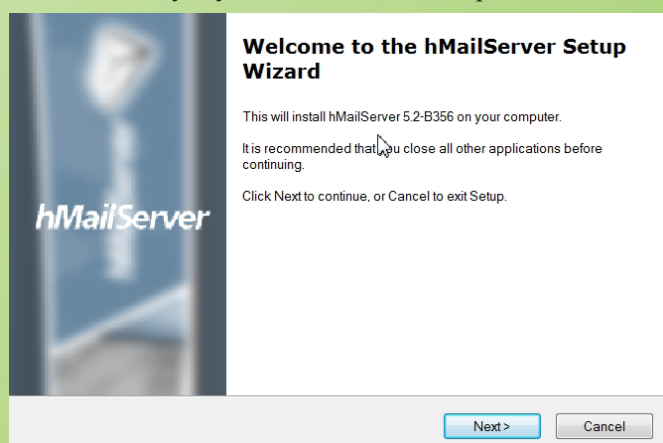 Welcome to the hMailServer Setup
Wizard
This will install hMailServer 5.2-B356 on your computer.
It is recommended that you close all other applications before
continuing.
Click Next to continue, or Cancel to exit Setup.
hMailServer
Next >
Cancel